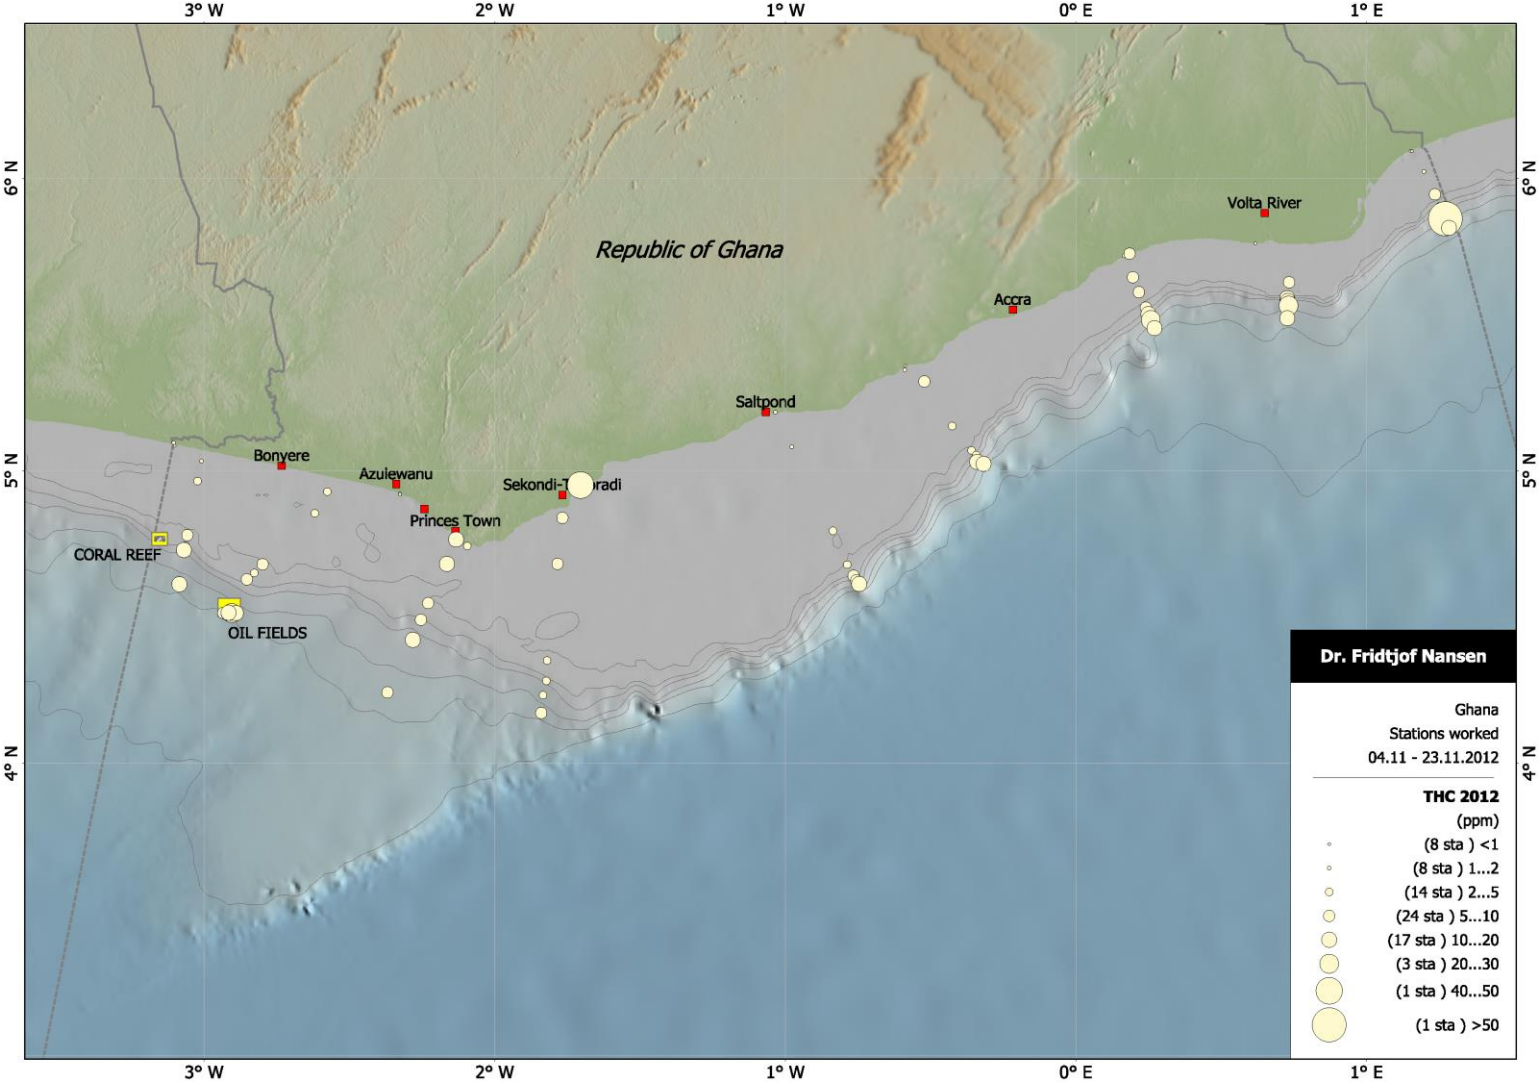 3° W 2° W 1° W 0° E 1° E
6° N 6° N
Volta River
Republic of Ghana
Accra
Saltpond
5° N 5° N
Bonyere
Azulewanu
Sekondi-T radi
Princes Town
CORAL REEF
OIL FIELDS
4° N 4° N
Dr. Fridtjof Nansen
Ghana
Stations worked
04.11 - 23.11.2012
THC 2012
(ppm)
(8 sta ) <1
(8 sta ) 1...2
(14 sta ) 2...5
(24 sta ) 5...10
(17 sta ) 10...20
(3 sta ) 20...30
(1 sta ) 40...50
(1 sta ) >50
3° W 2° W 1° W 0° E 1° E